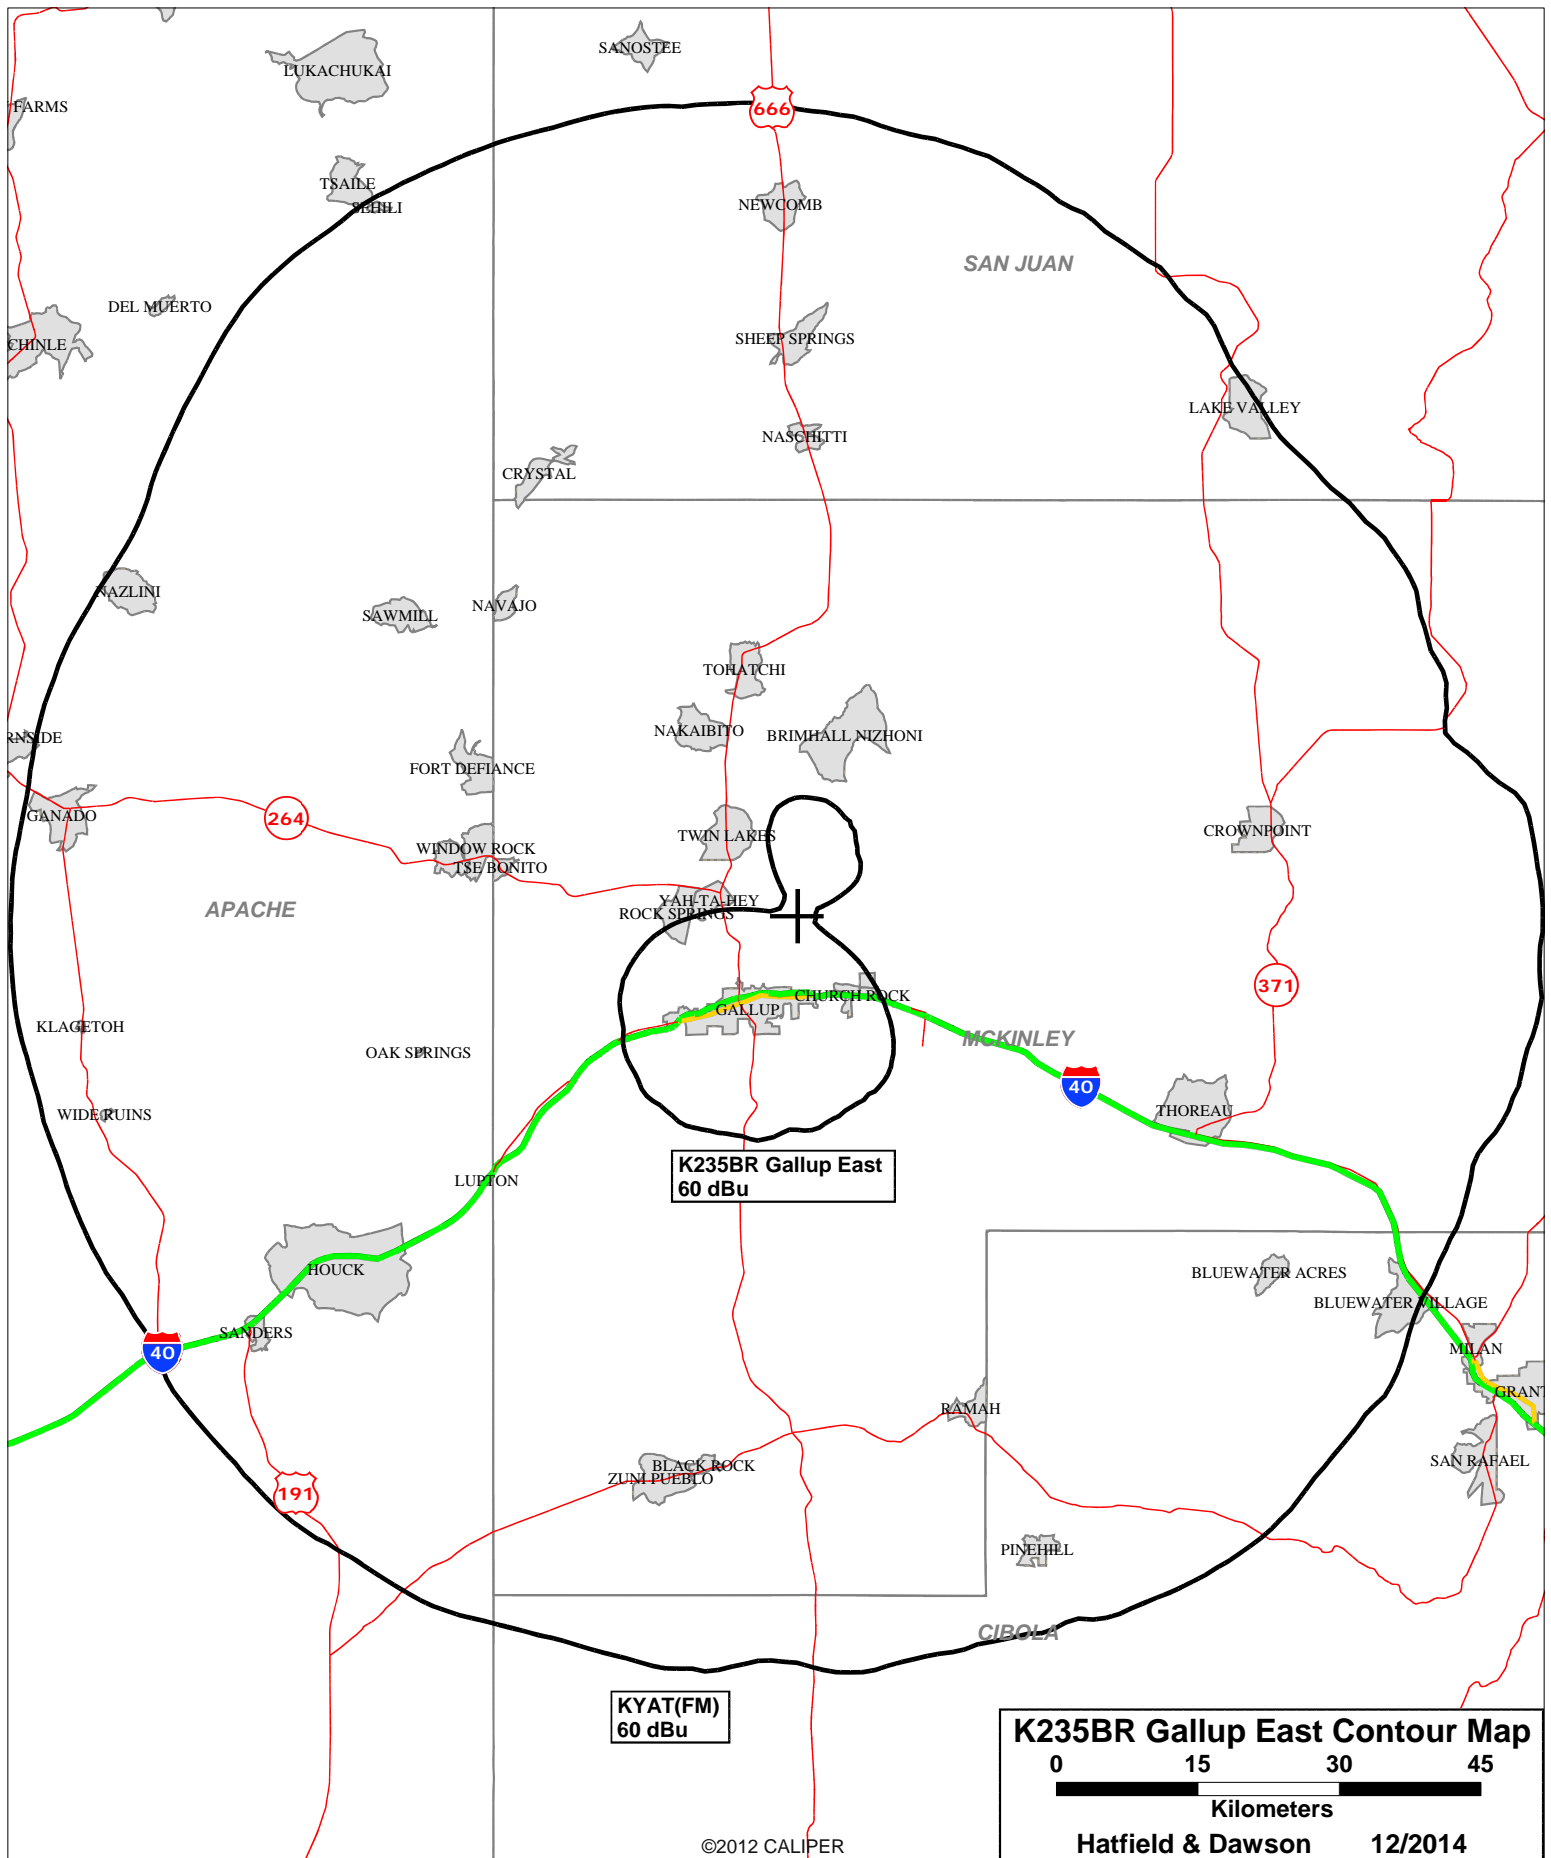 SANOSTEE
LUKACHUKAI
FARMS
666
TSAILE
NEWCOMB
SAN JUAN
DEL MUERTO
SHEEP SPRINGS
CHINLE
LAKE VALLEY
NASCHITTI
CRYSTAL
NAZLINI
NAVAJO
SAWMILL
TOHATCHI
NAKAIBITO
BRIMHALL NIZHONI
RNSIDE
FORT DEFIANCE
GANADO
264
CROWNPOINT
TWIN LAKES
WINDOW ROCK
TSE BONITO
YAH-TA-HEY
APACHE
ROCK SPRINGS
371
CHURCH ROCK
GALLUP
KLAGETOH
MCKINLEY
OAK SPRINGS
40
WIDE RUINS
THOREAU
K235BR Gallup East
60 dBu
LUPTON
HOUCK
BLUEWATER ACRES
BLUEWATER VILLAGE
SANDERS
40
MILAN
GRANT
RAMAH
SAN RAFAEL
BLACK ROCK
ZUNI PUEBLO
191
PINEHILL
CIBOLA
KYAT(FM)
60 dBu
K235BR Gallup East Contour Map
0 15 30 45
Kilometers
Hatfield & Dawson 12/2014
©2012 CALIPER